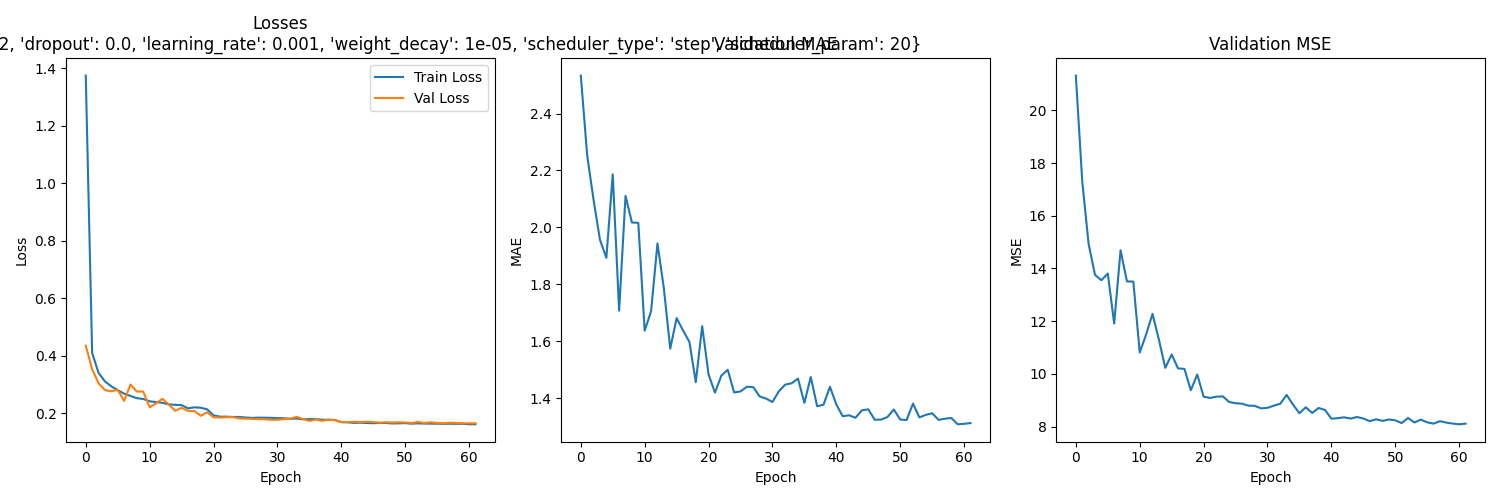 Losses
2, 'dropout': 0.0, 'learning_rate': 0.001, 'weight_decay': 1e-05, 'scheduler_type': 'step', 'scheduler_param': 20}
Validation MAE
Validation MSE
Train Loss
Val Loss
1.4
1.2
1.0
0.8
0.6
0.4
0.2
Loss
0 10 20 30 40 50 60
Epoch
2.4
2.2
2.0
1.8
1.6
1.4
MAE
0 10 20 30 40 50 60
Epoch
20
18
16
14
12
10
8
MSE
0 10 20 30 40 50 60
Epoch